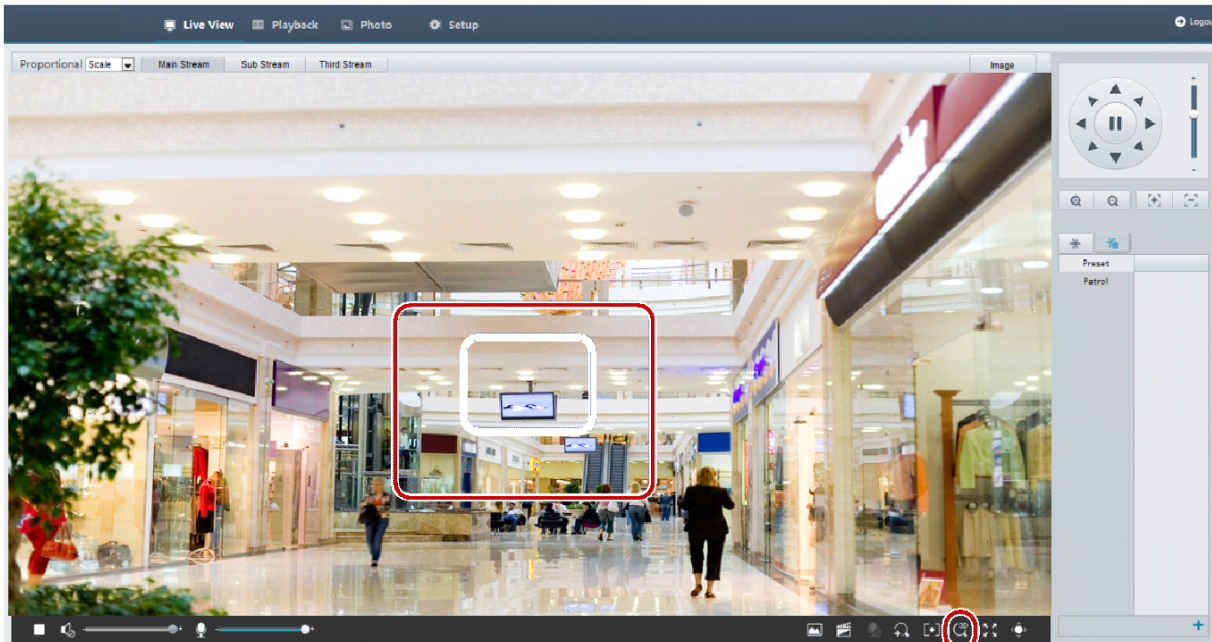 Live View Playback Photo Setup Logou
Proportional Scale Main Stream Sub Stream Third Stream Image
Preset
Patrol